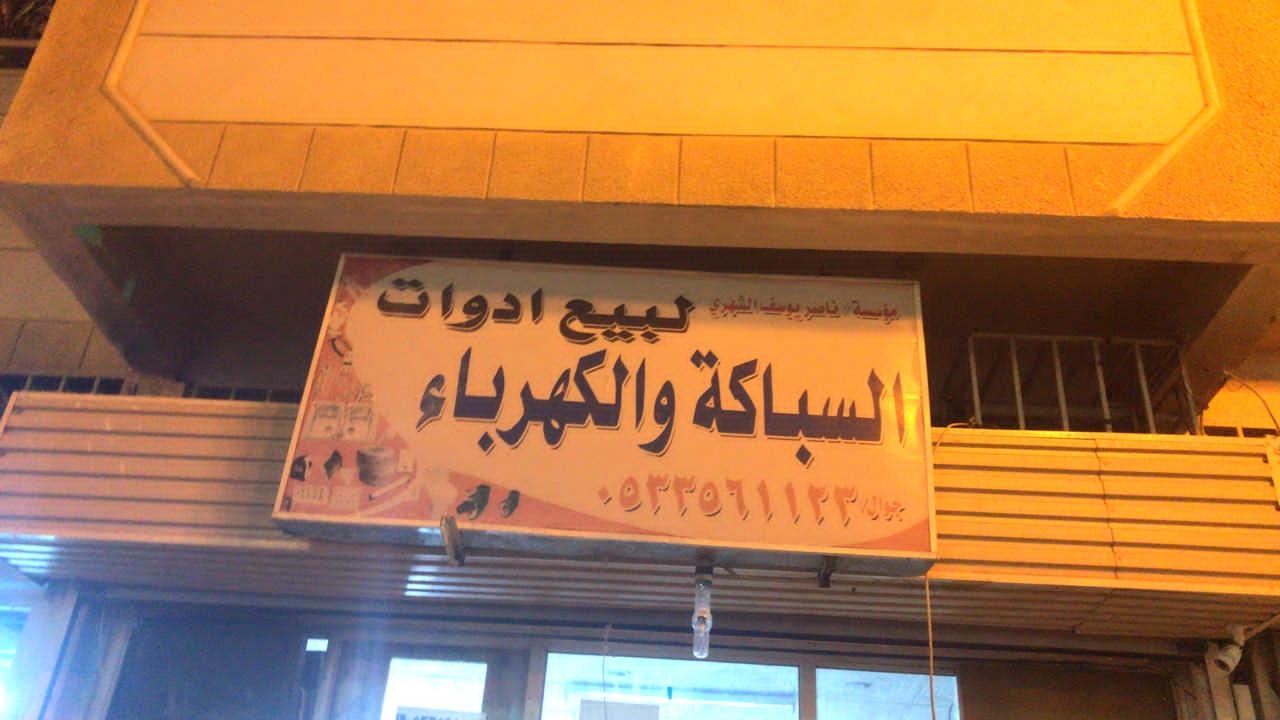 مؤسسة / ناصر يوسف الشهري
لبيع ادوات
السباكة والكهرباء
جوال / ٠٥٣٣٥٦١١٢٣